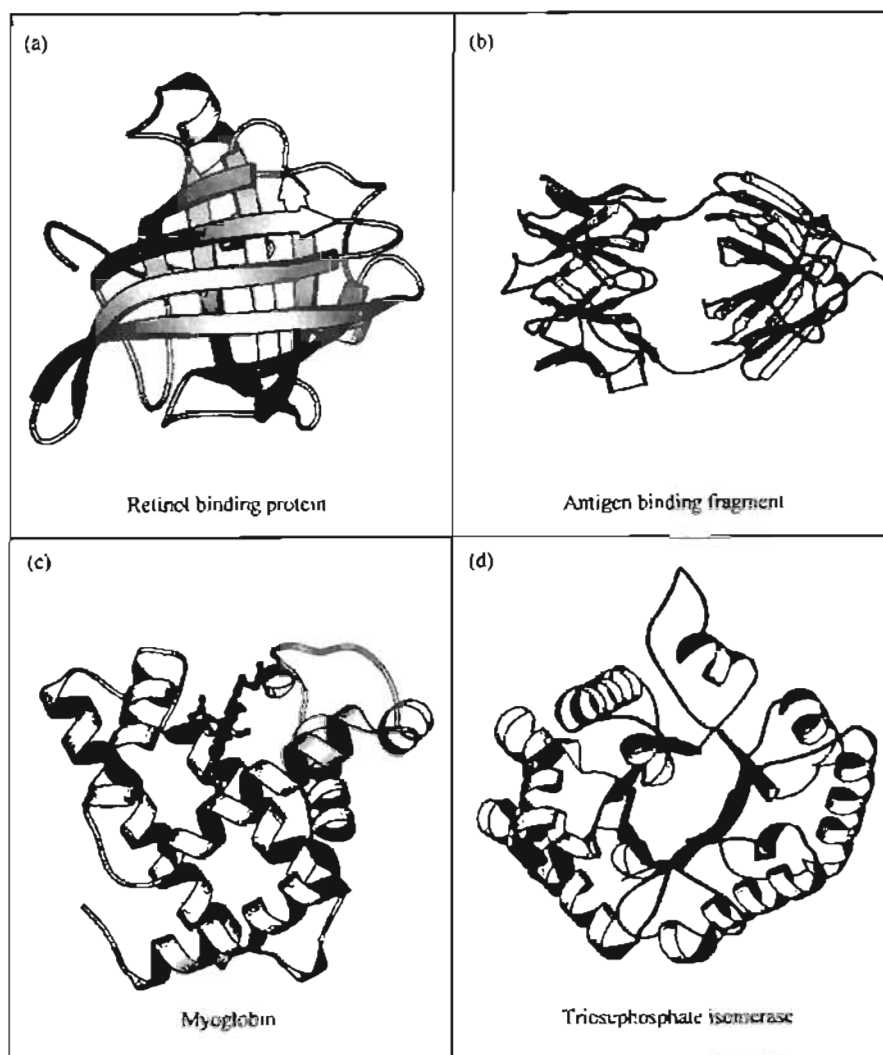 (a)
(b)
Retinol binding protein
Antigen binding fragment
(c)
(d)
Myoglobin
Triosephosphate isomerase